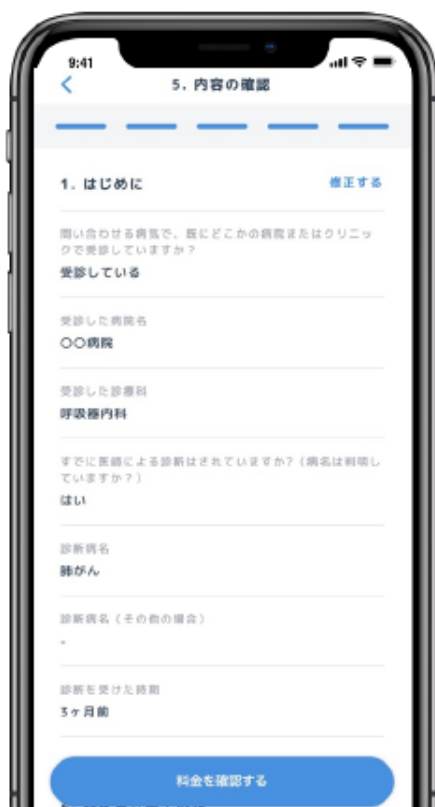 9:41
5. 内容の確認
1. はじめに
修正する
問い合わせる病気で、既にどこかの病院またはクリニッ
クで受診していますか？
受診している
受診した病院名
〇〇病院
受診した診療科
呼吸器内科
すでに医師による診断はされていますか？（病名は判明し
ていますか？）
はい
診断病名
肺がん
診断病名（その他の場合）
-
診断を受けた時期
3ヶ月前
料金を確認する